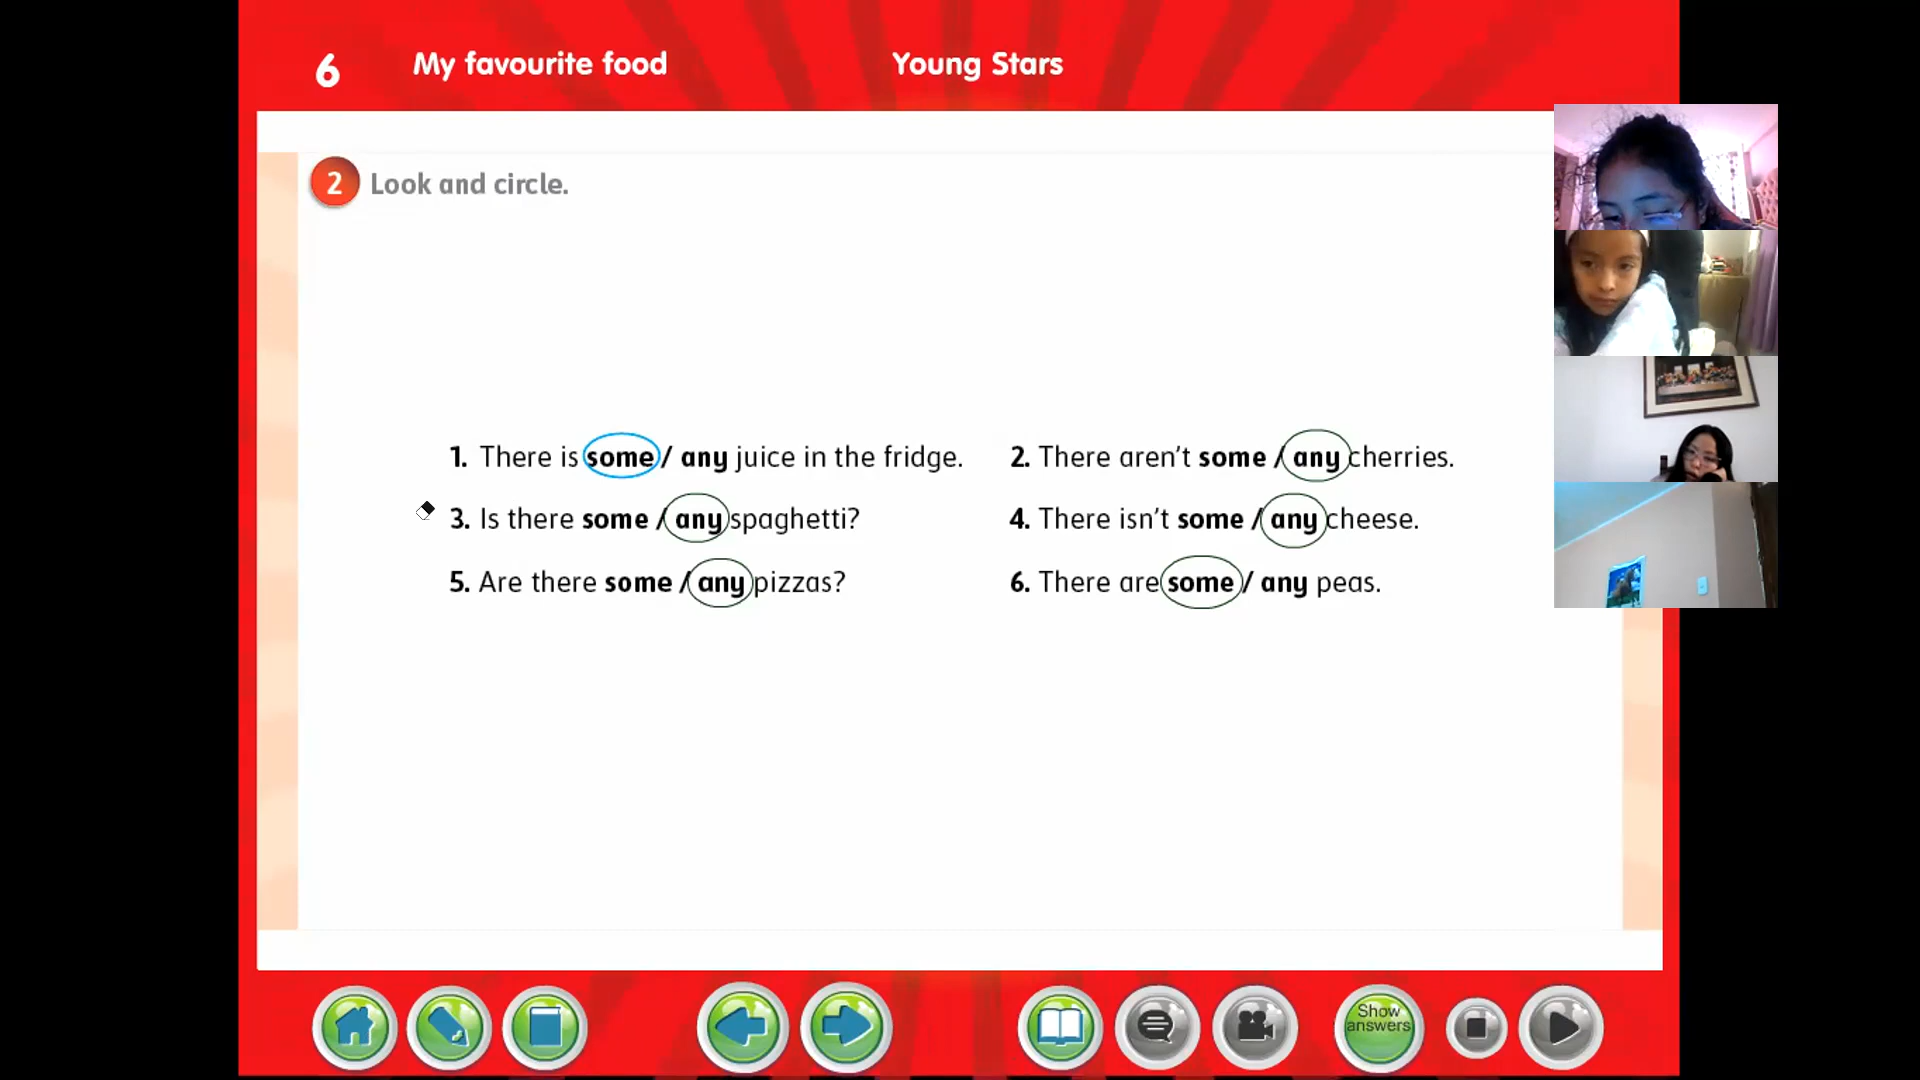 6 My favourite food Young Stars
2 Look and circle.
1. There is some / any juice in the fridge. 2. There aren't some / any cherries.
3. Is there some / any spaghetti? 4. There isn't some / any cheese.
5. Are there some / any pizzas? 6. There are some / any peas.
Show
answers